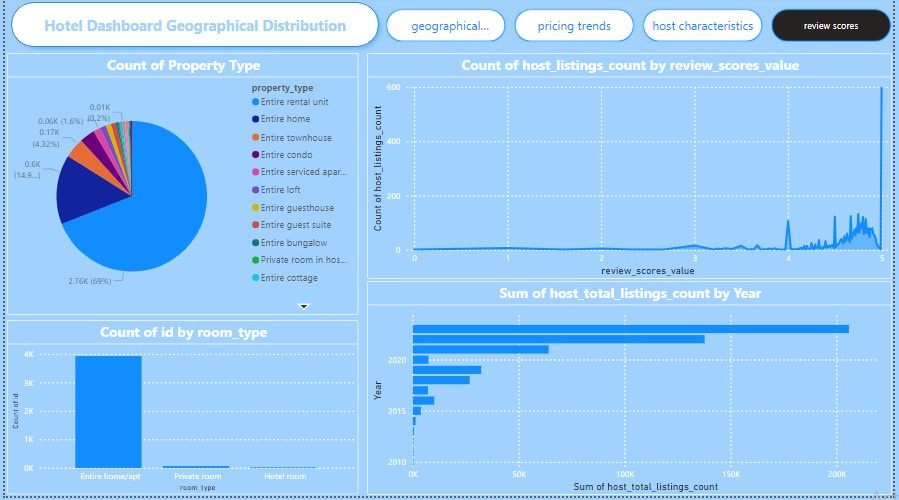 Hotel Dashboard Geographical Distribution
geographical...
pricing trends
host characteristics
review scores
Count of Property Type
0.01K
(0.2%)
0.06K (1.6%)
0.17K
(4.32%)
0.6K
(14.9...)
2.76K (69%)
property_type
Entire rental unit
Entire home
Entire townhouse
Entire condo
Entire serviced apar...
Entire loft
Entire guesthouse
Entire guest suite
Entire bungalow
Private room in hos...
Entire cottage
Count of host_listings_count by review_scores_value
Count of host_listings_count
600
400
200
0
0 1 2 3 4 5
review_scores_value
Count of id by room_type
Count of id
4K
3K
2K
1K
0K
Entire home/apt Private room Hotel room
room_type
Sum of host_total_listings_count by Year
Year
2020
2015
2010
0K 50K 100K 150K 200K
Sum of host_total_listings_count